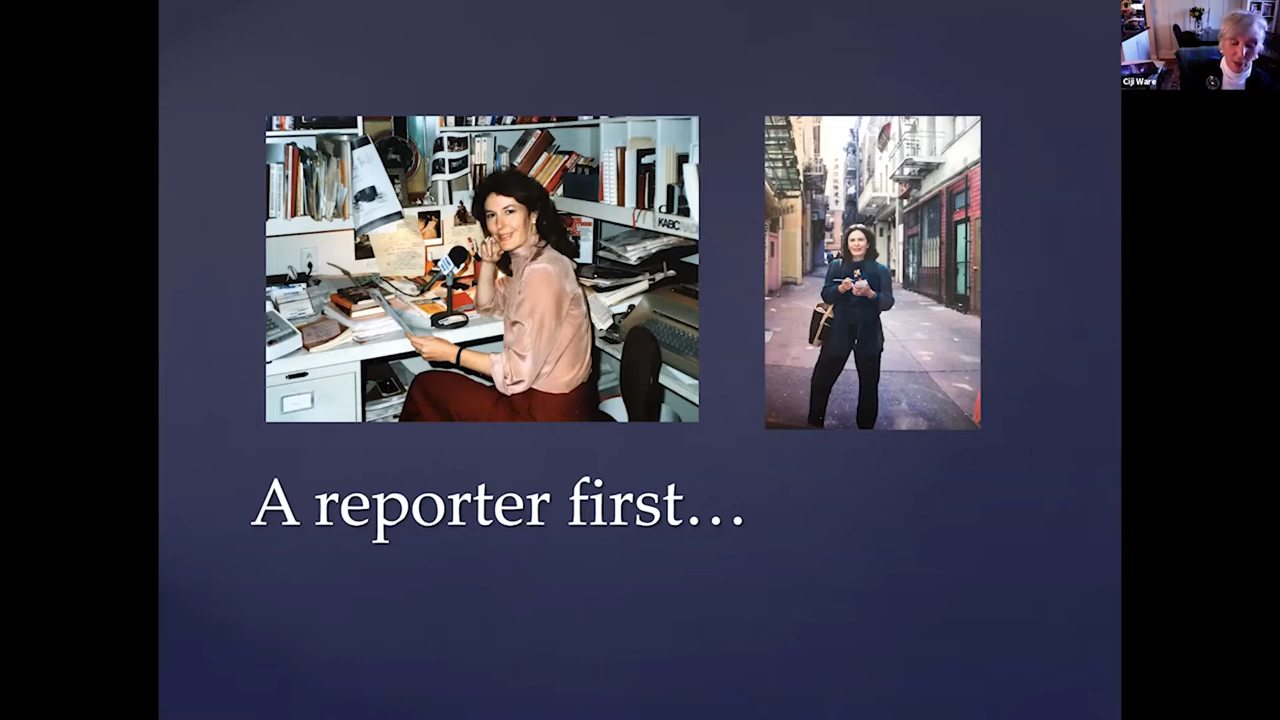 Ciji Ware
KABC
A reporter first…